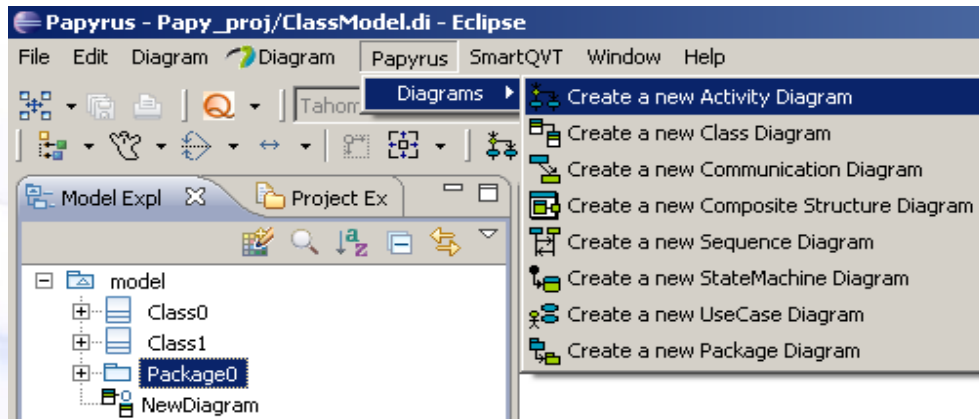 Papyrus - Papy_proj/ClassModel.di - Eclipse
File Edit Diagram Diagram Papyrus SmartQVT Window Help
Diagrams
Create a new Activity Diagram
Create a new Class Diagram
Create a new Communication Diagram
Create a new Composite Structure Diagram
Create a new Sequence Diagram
Create a new StateMachine Diagram
Create a new UseCase Diagram
Create a new Package Diagram
Q Tahom
Model Expl Project Ex
a z
model
Class0
Class1
Package0
NewDiagram